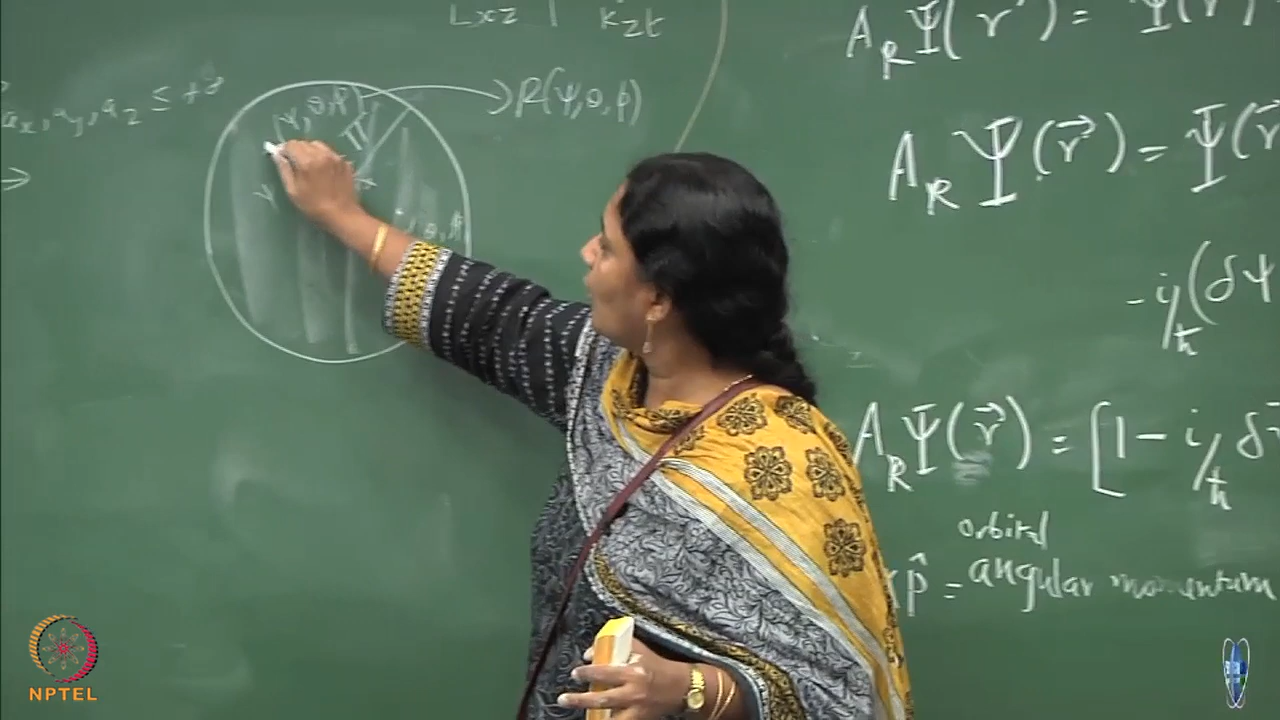 Lxz | Kzt
ax, ay, az ≤ +∂
→
(Ψ, θ, φ)
R(Ψ, θ, φ)
π
θ, φ
A_R Ψ(r') = Ψ(r
A_R Ψ(r⃗) = Ψ(r⃗
- i/ħ (δΨ
A_R Ψ(r⃗) = [1 - i/ħ δ
orbital
p̂ = angular momentum
NPTEL